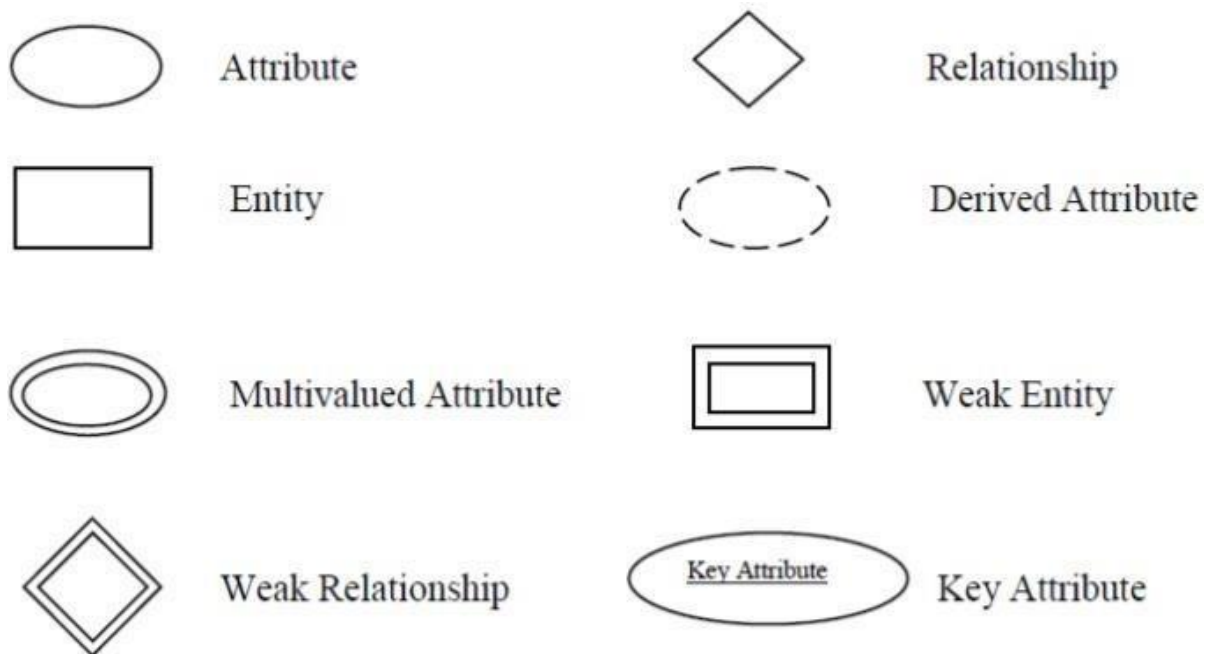 Attribute
Relationship
Entity
Derived Attribute
Multivalued Attribute
Weak Entity
Weak Relationship
Key Attribute
Key Attribute